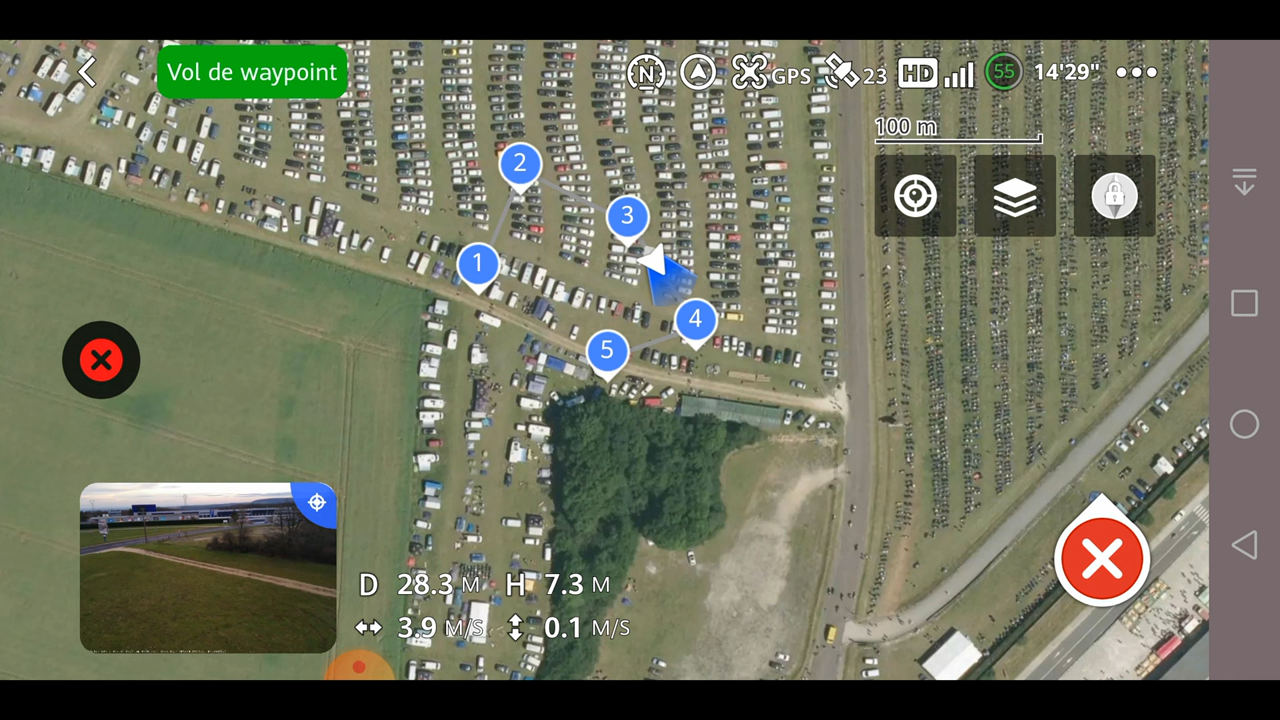 Vol de waypoint
N
GPS
23
HD
55
14'29"
100 m
2
3
1
4
5
D 28.3 M H 7.3 M
3.9 M/S 0.1 M/S